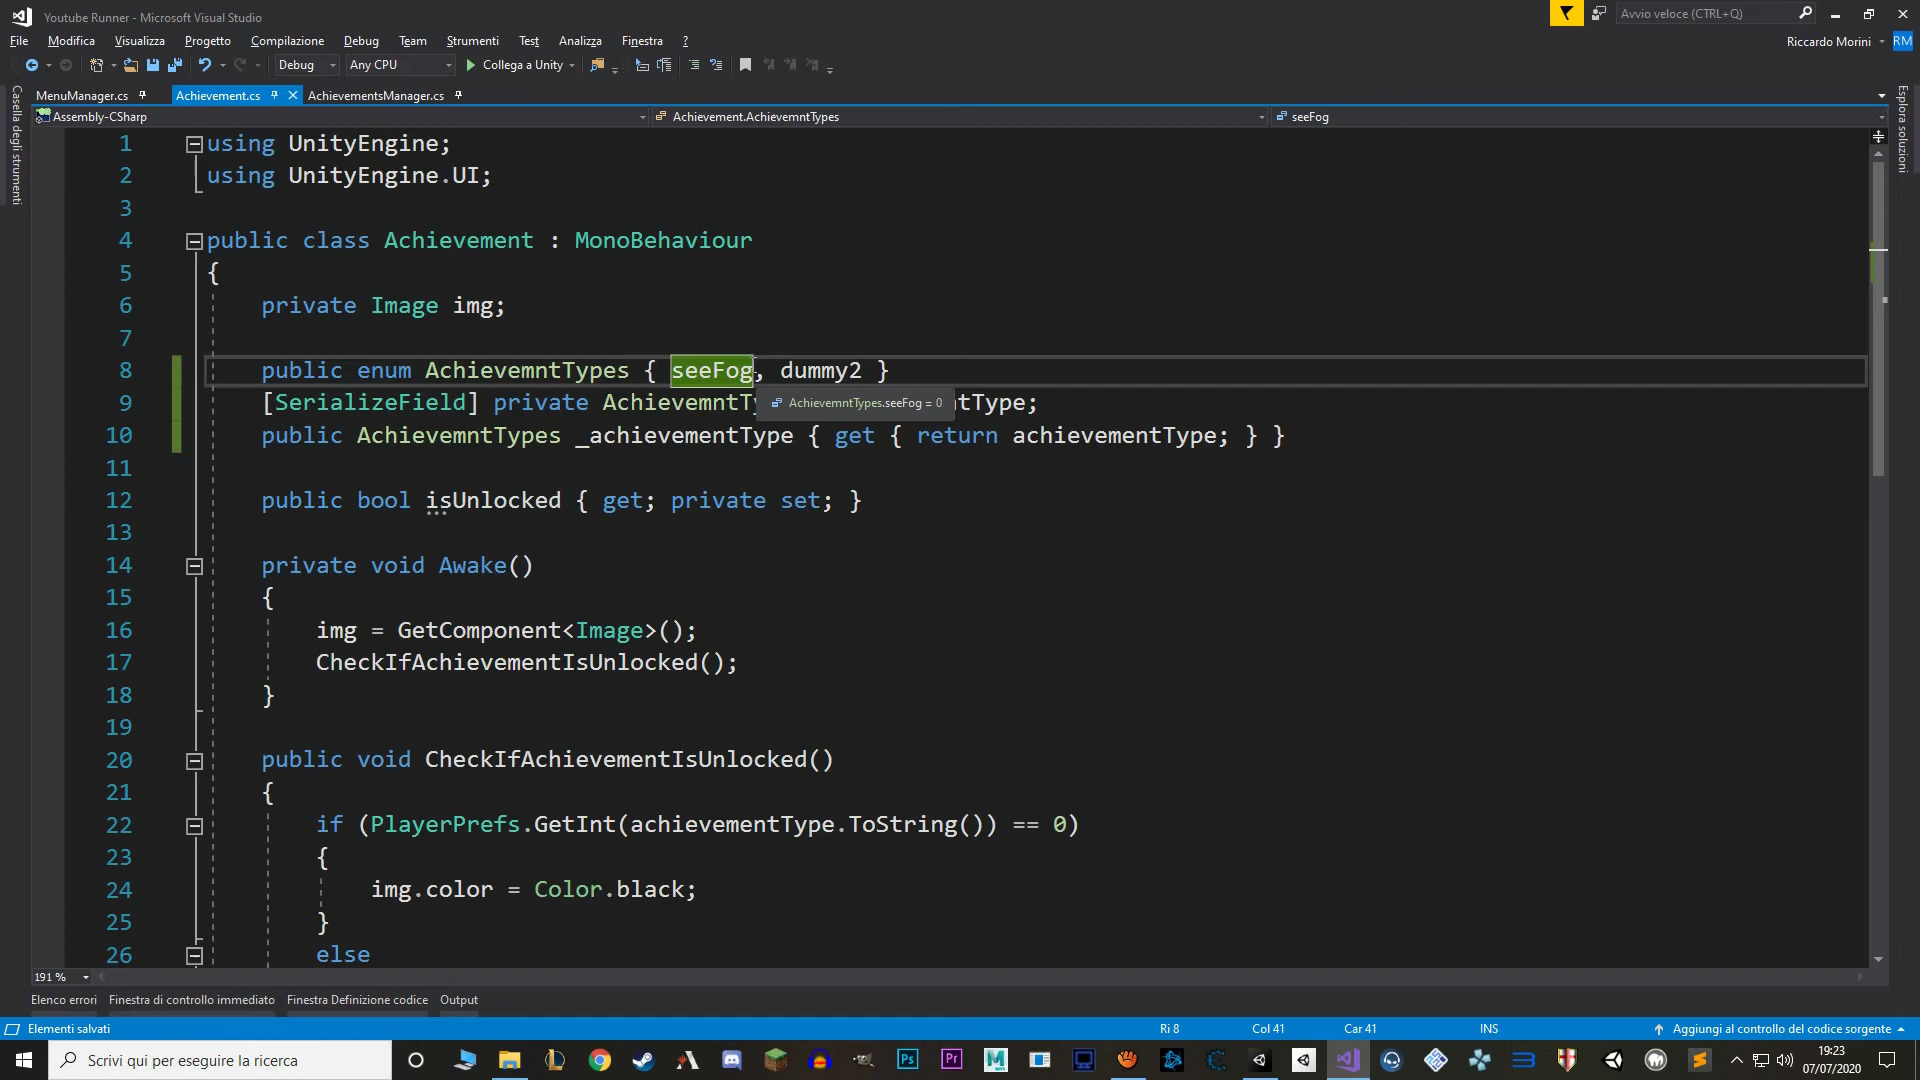 Youtube Runner - Microsoft Visual Studio
Avvio veloce (CTRL+Q)
File Modifica Visualizza Progetto Compilazione Debug Team Strumenti Test Analizza Finestra ?
Riccardo Morini RM
Debug Any CPU Collega a Unity
MenuManager.cs Achievement.cs AchievementsManager.cs
Assembly-CSharp Achievement.AchievemntTypes seeFog
Casella degli strumenti
Esplora soluzioni
1 using UnityEngine;
2 using UnityEngine.UI;
3
4 public class Achievement : MonoBehaviour
5 {
6 private Image img;
7
8 public enum AchievemntTypes { seeFog, dummy2 }
9 [SerializeField] private AchievemntTy ntType;
AchievemntTypes.seeFog = 0
10 public AchievemntTypes _achievementType { get { return achievementType; } }
11
12 public bool isUnlocked { get; private set; }
13
14 private void Awake()
15 {
16 img = GetComponent<Image>();
17 CheckIfAchievementIsUnlocked();
18 }
19
20 public void CheckIfAchievementIsUnlocked()
21 {
22 if (PlayerPrefs.GetInt(achievementType.ToString()) == 0)
23 {
24 img.color = Color.black;
25 }
26 else
191 %
Elenco errori Finestra di controllo immediato Finestra Definizione codice Output
Elementi salvati Ri 8 Col 41 Car 41 INS Aggiungi al controllo del codice sorgente
Scrivi qui per eseguire la ricerca
Ps Pr M
19:23
07/07/2020